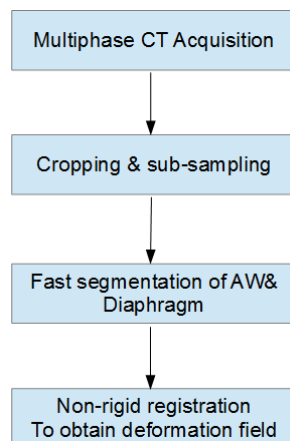 Multiphase CT Acquisition
Cropping & sub-sampling
Fast segmentation of AW&
Diaphragm
Non-rigid registration
To obtain deformation field